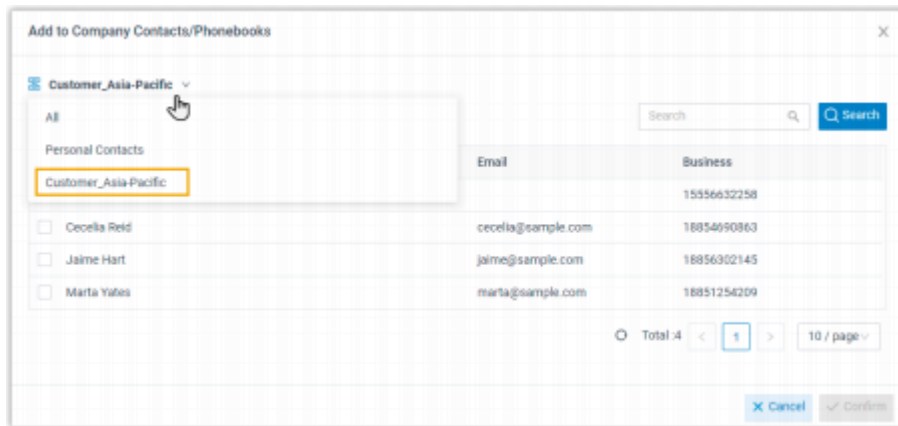 Add to Company Contacts/Phonebooks
Customer_Asia-Pacific
All
Personal Contacts
Customer_Asia-Pacific
Search
Search
Email Business
15556632258
Cecelia Reid cecelia@sample.com 18854690863
Jaime Hart jaime@sample.com 18856302145
Marta Yates marta@sample.com 18851254209
Total :4 < 1 > 10 / page
Cancel Confirm